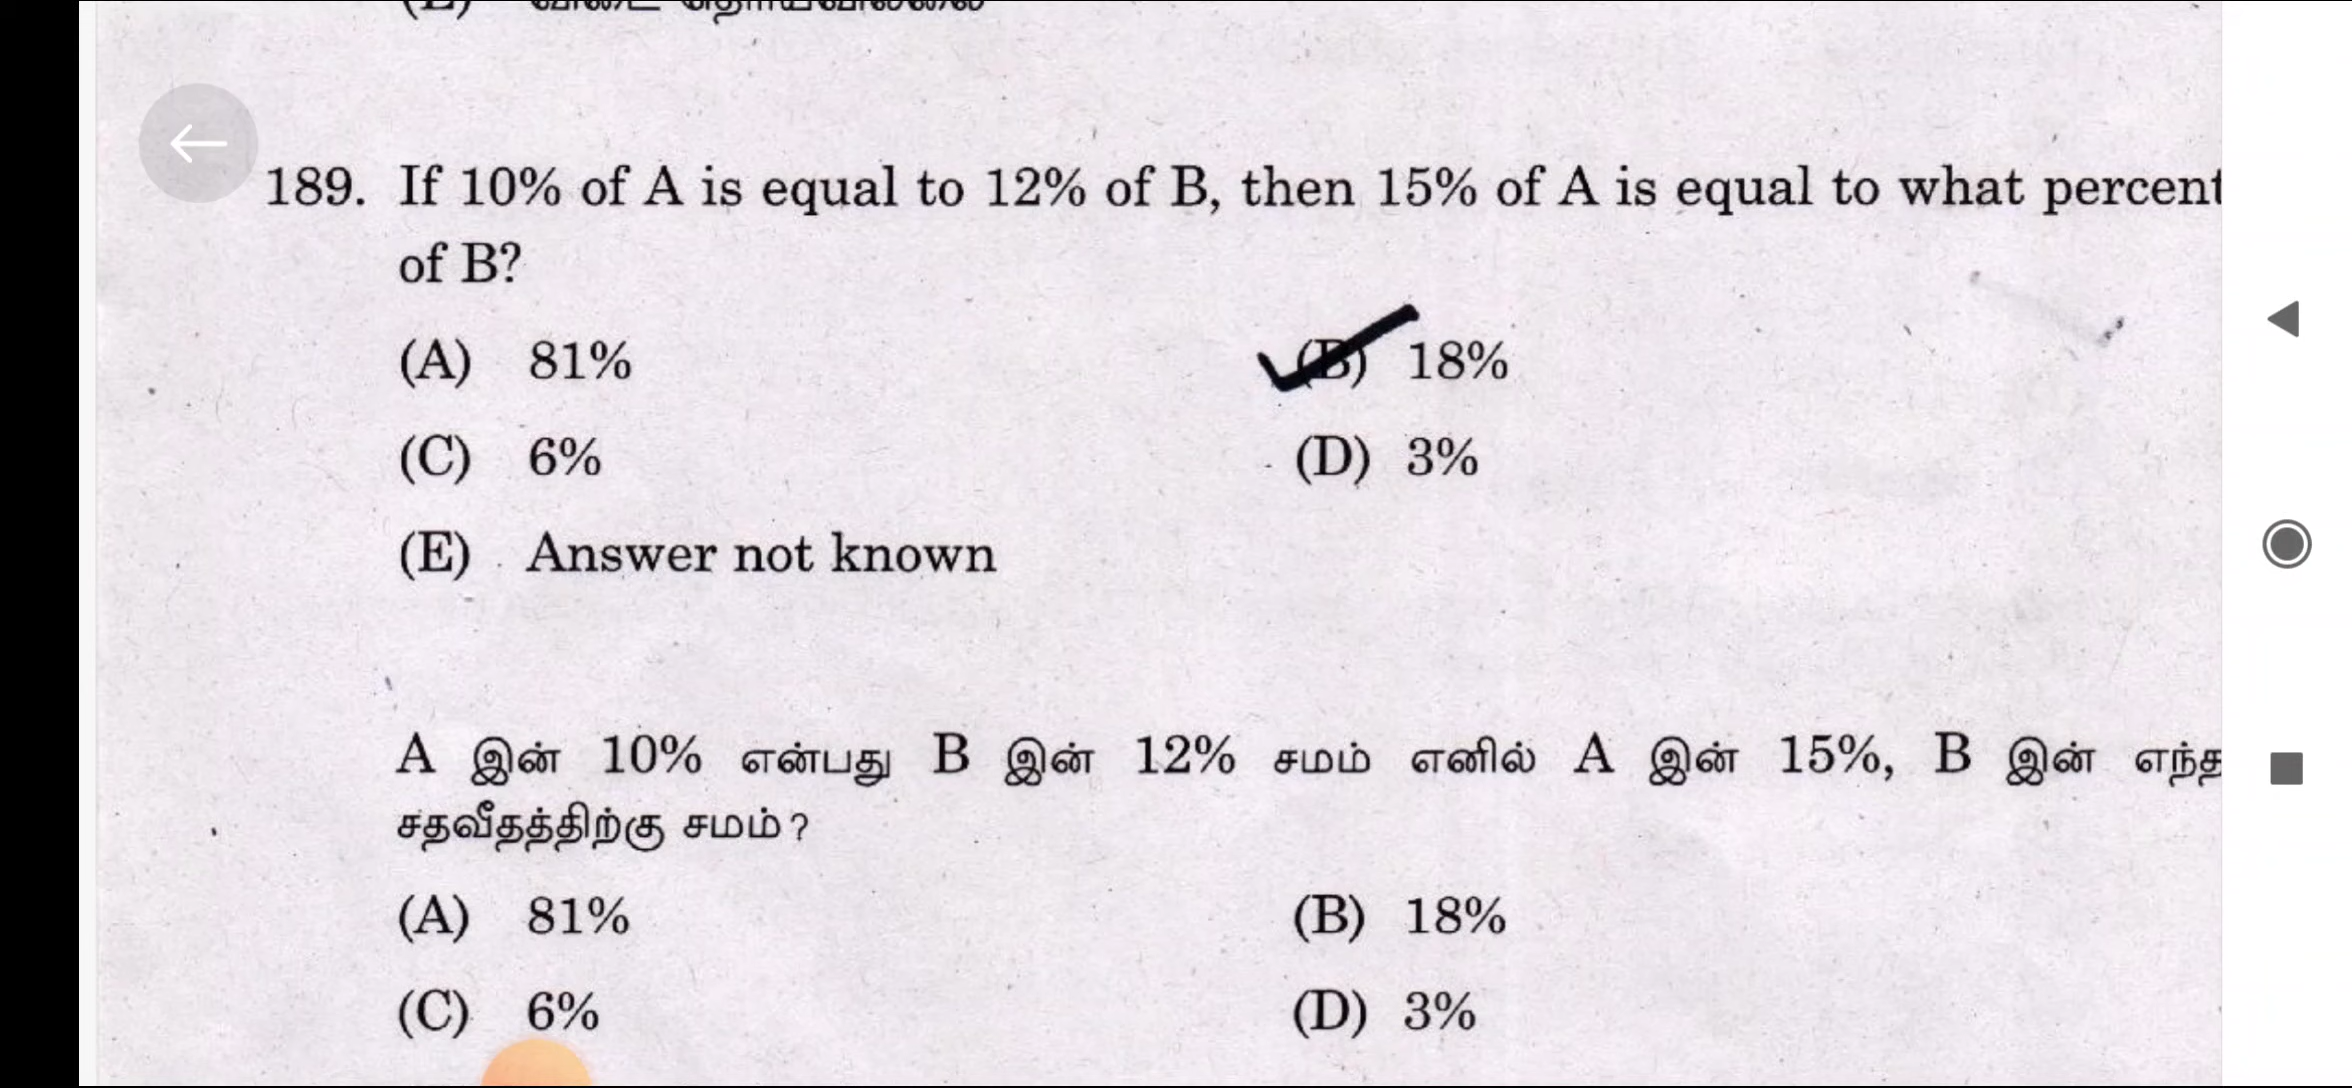 189. If 10% of A is equal to 12% of B, then 15% of A is equal to what percent
of B?
(A) 81% (B) 18%
(C) 6% (D) 3%
(E) Answer not known
A இன் 10% என்பது B இன் 12% சமம் எனில் A இன் 15%, B இன் எந்த
சதவீதத்திற்கு சமம்?
(A) 81% (B) 18%
(C) 6% (D) 3%